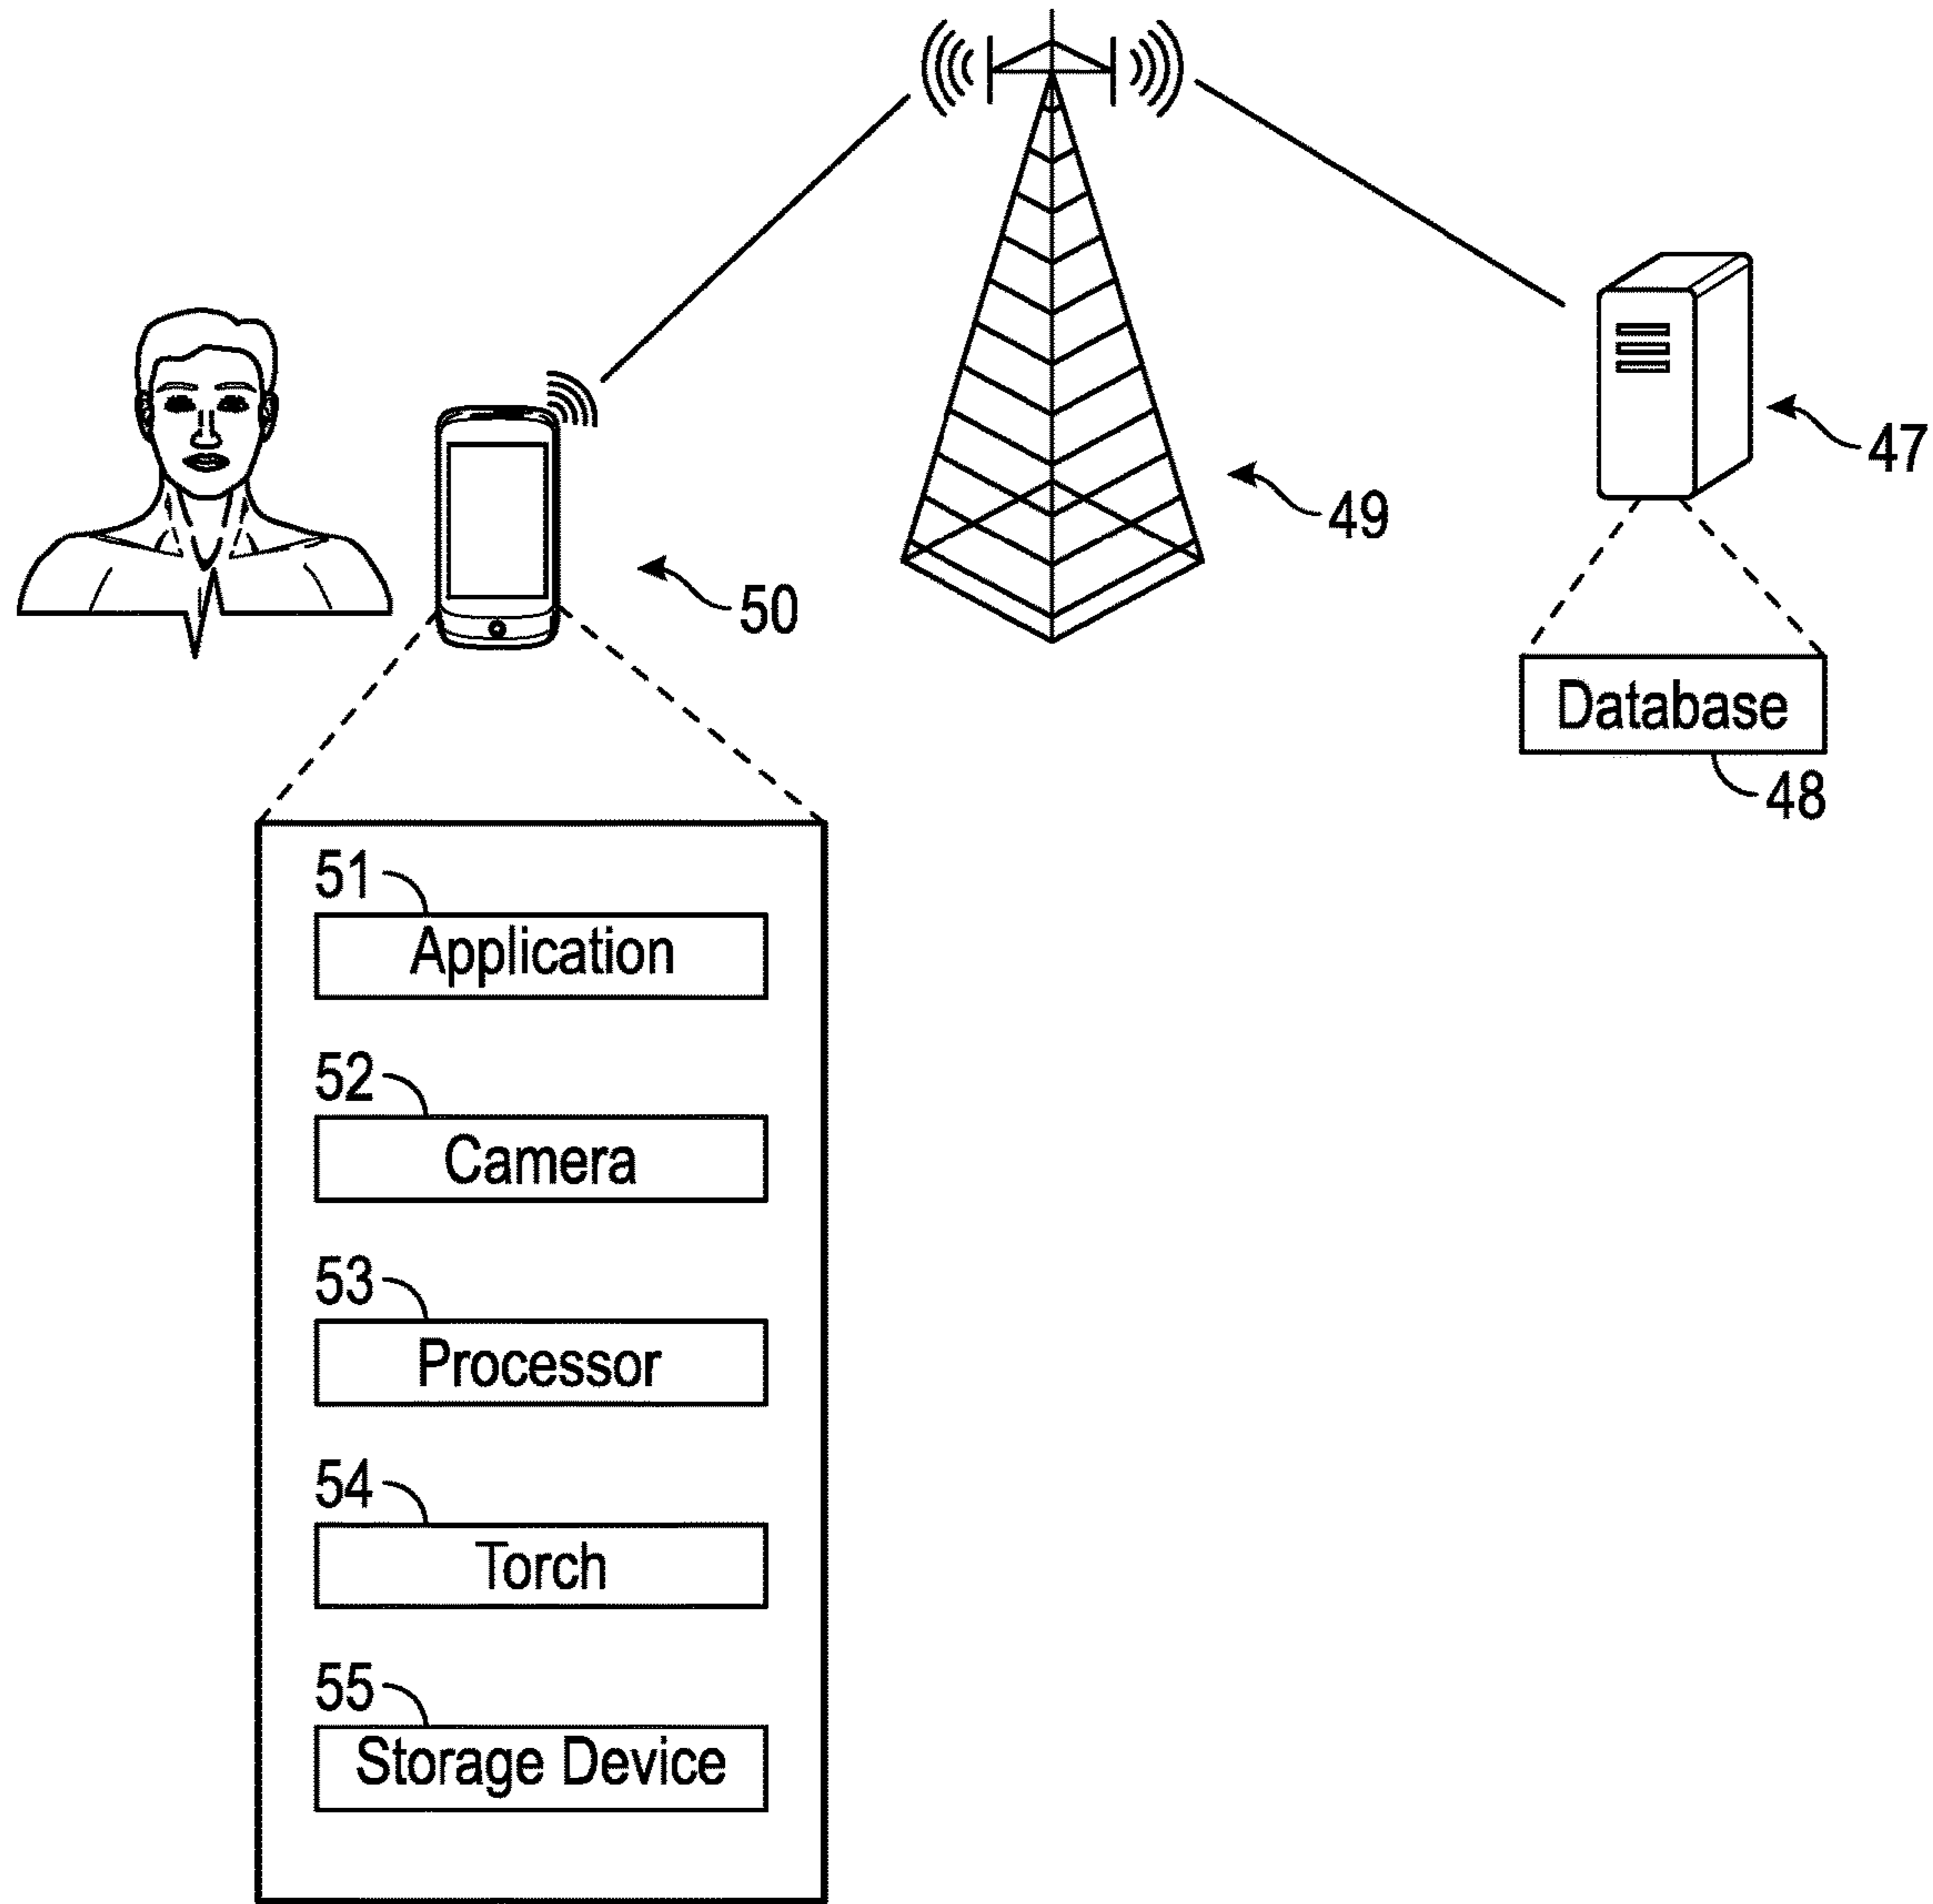 47
49
50
Database
48
51
Application
52
Camera
53
Processor
54
Torch
55
Storage Device